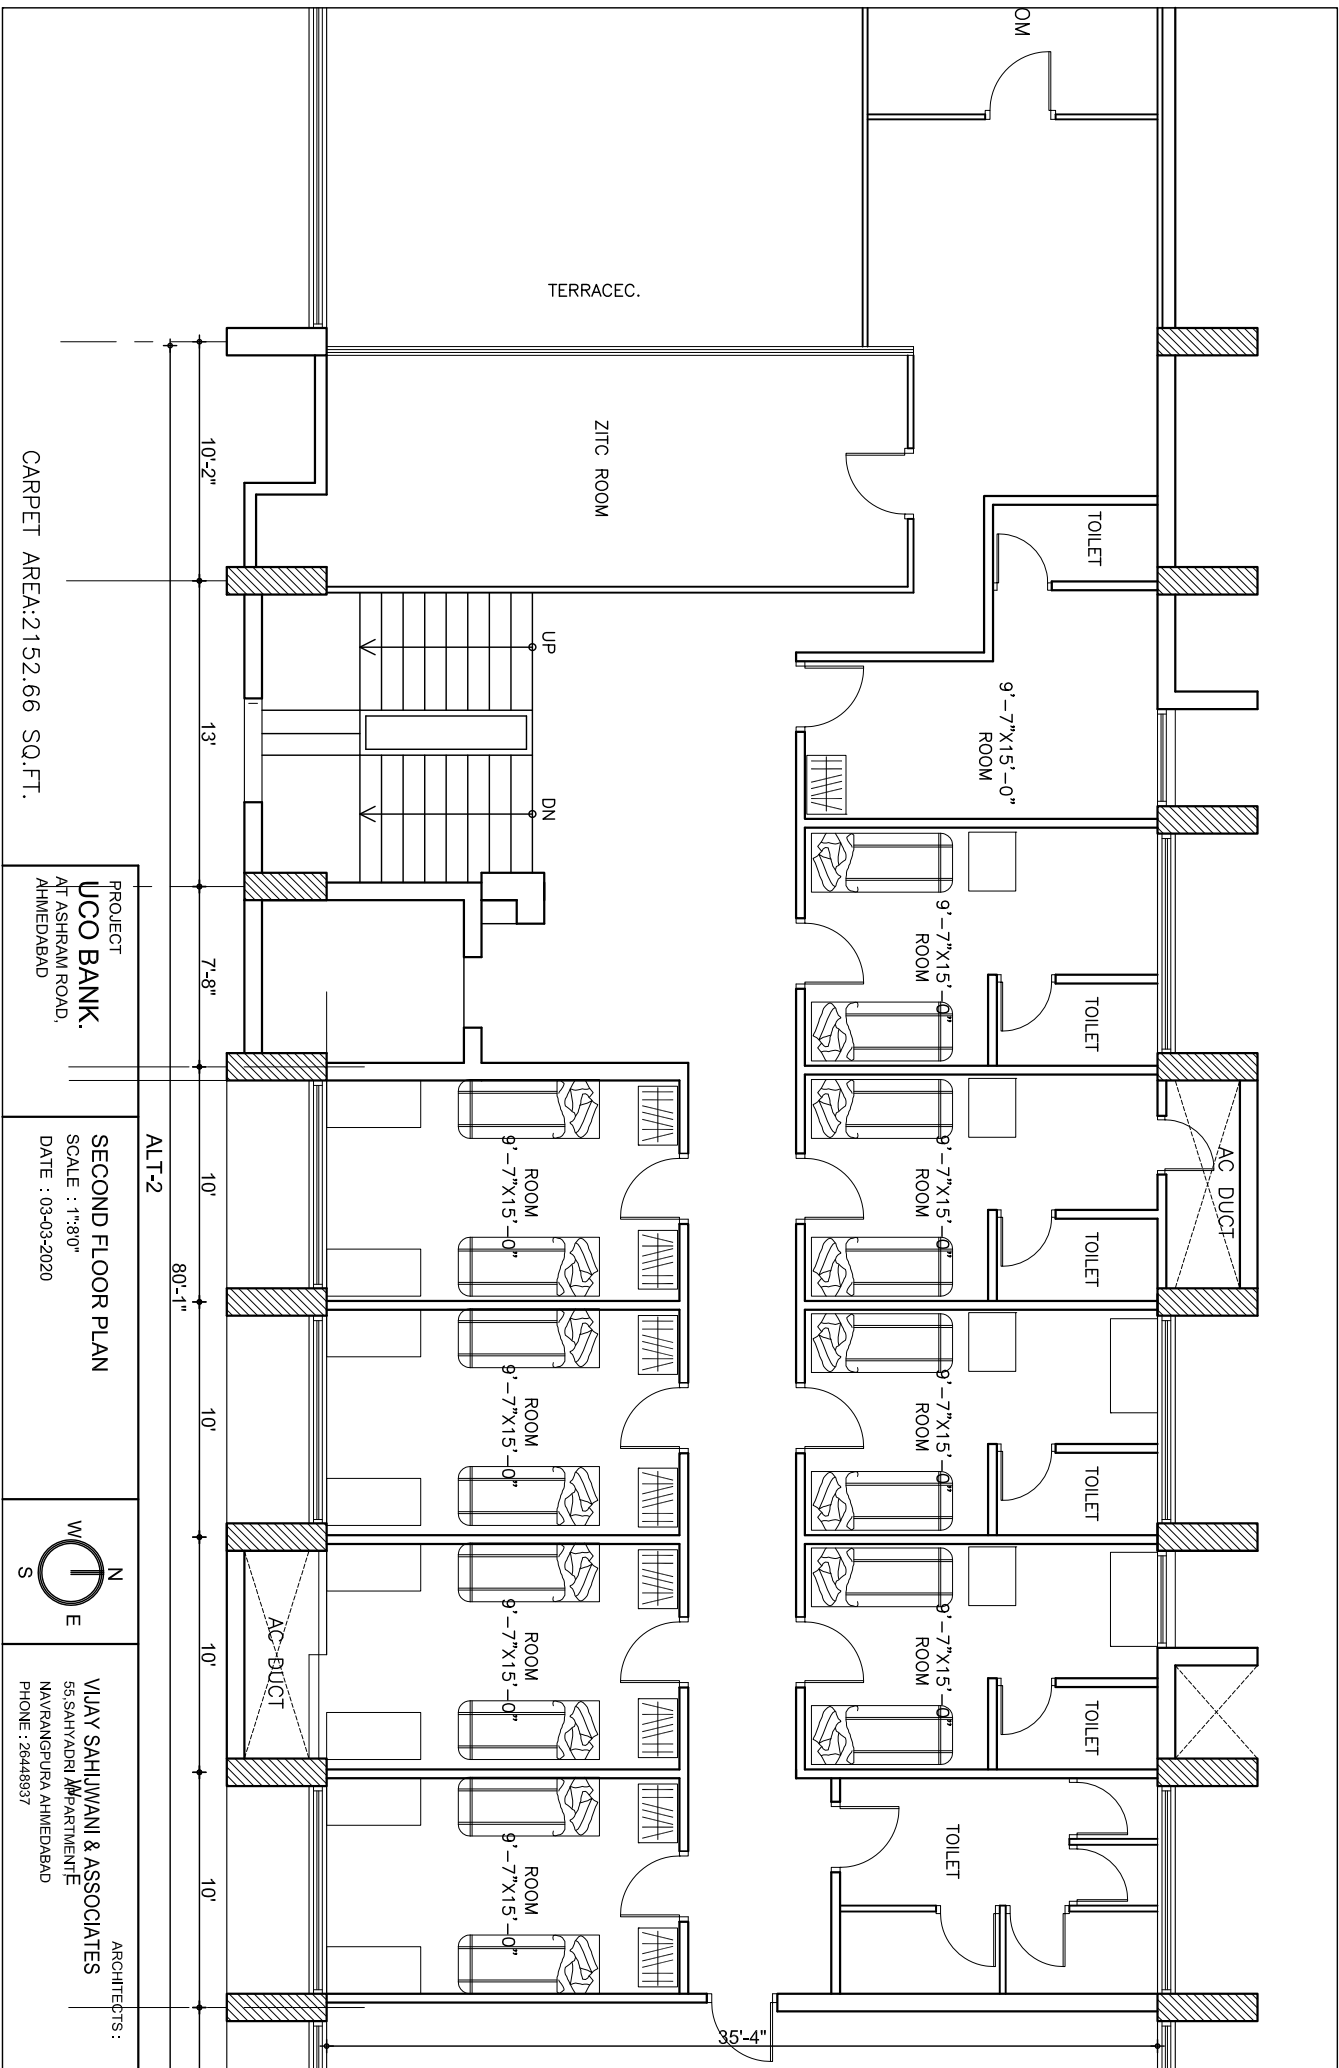 OM
TERRACEC.
ZITC ROOM
TOILET
9'-7"X15'-0"
ROOM
UP
DN
9'-7"X15'-0"
ROOM
TOILET
9'-7"X15'-0"
ROOM
TOILET
AC DUCT
9'-7"X15'-0"
ROOM
TOILET
9'-7"X15'-0"
ROOM
TOILET
TOILET
ROOM
9'-7"X15'-0"
ROOM
9'-7"X15'-0"
ROOM
9'-7"X15'-0"
ROOM
9'-7"X15'-0"
AC DUCT
35'-4"
10'-2"
13'
7'-8"
10'
10'
10'
10'
80'-1"
ALT-2
CARPET AREA:2152.66 SQ.FT.
PROJECT
UCO BANK.
AT ASHRAM ROAD,
AHMEDABAD
SECOND FLOOR PLAN
SCALE : 1":8'0"
DATE : 03-03-2020
N
W
E
S
ARCHITECTS :
VIJAY SAHIJWANI & ASSOCIATES
55,SAHYADRI APPARTMENT
NAVRANGPURA AHMEDABAD
PHONE : 26448937